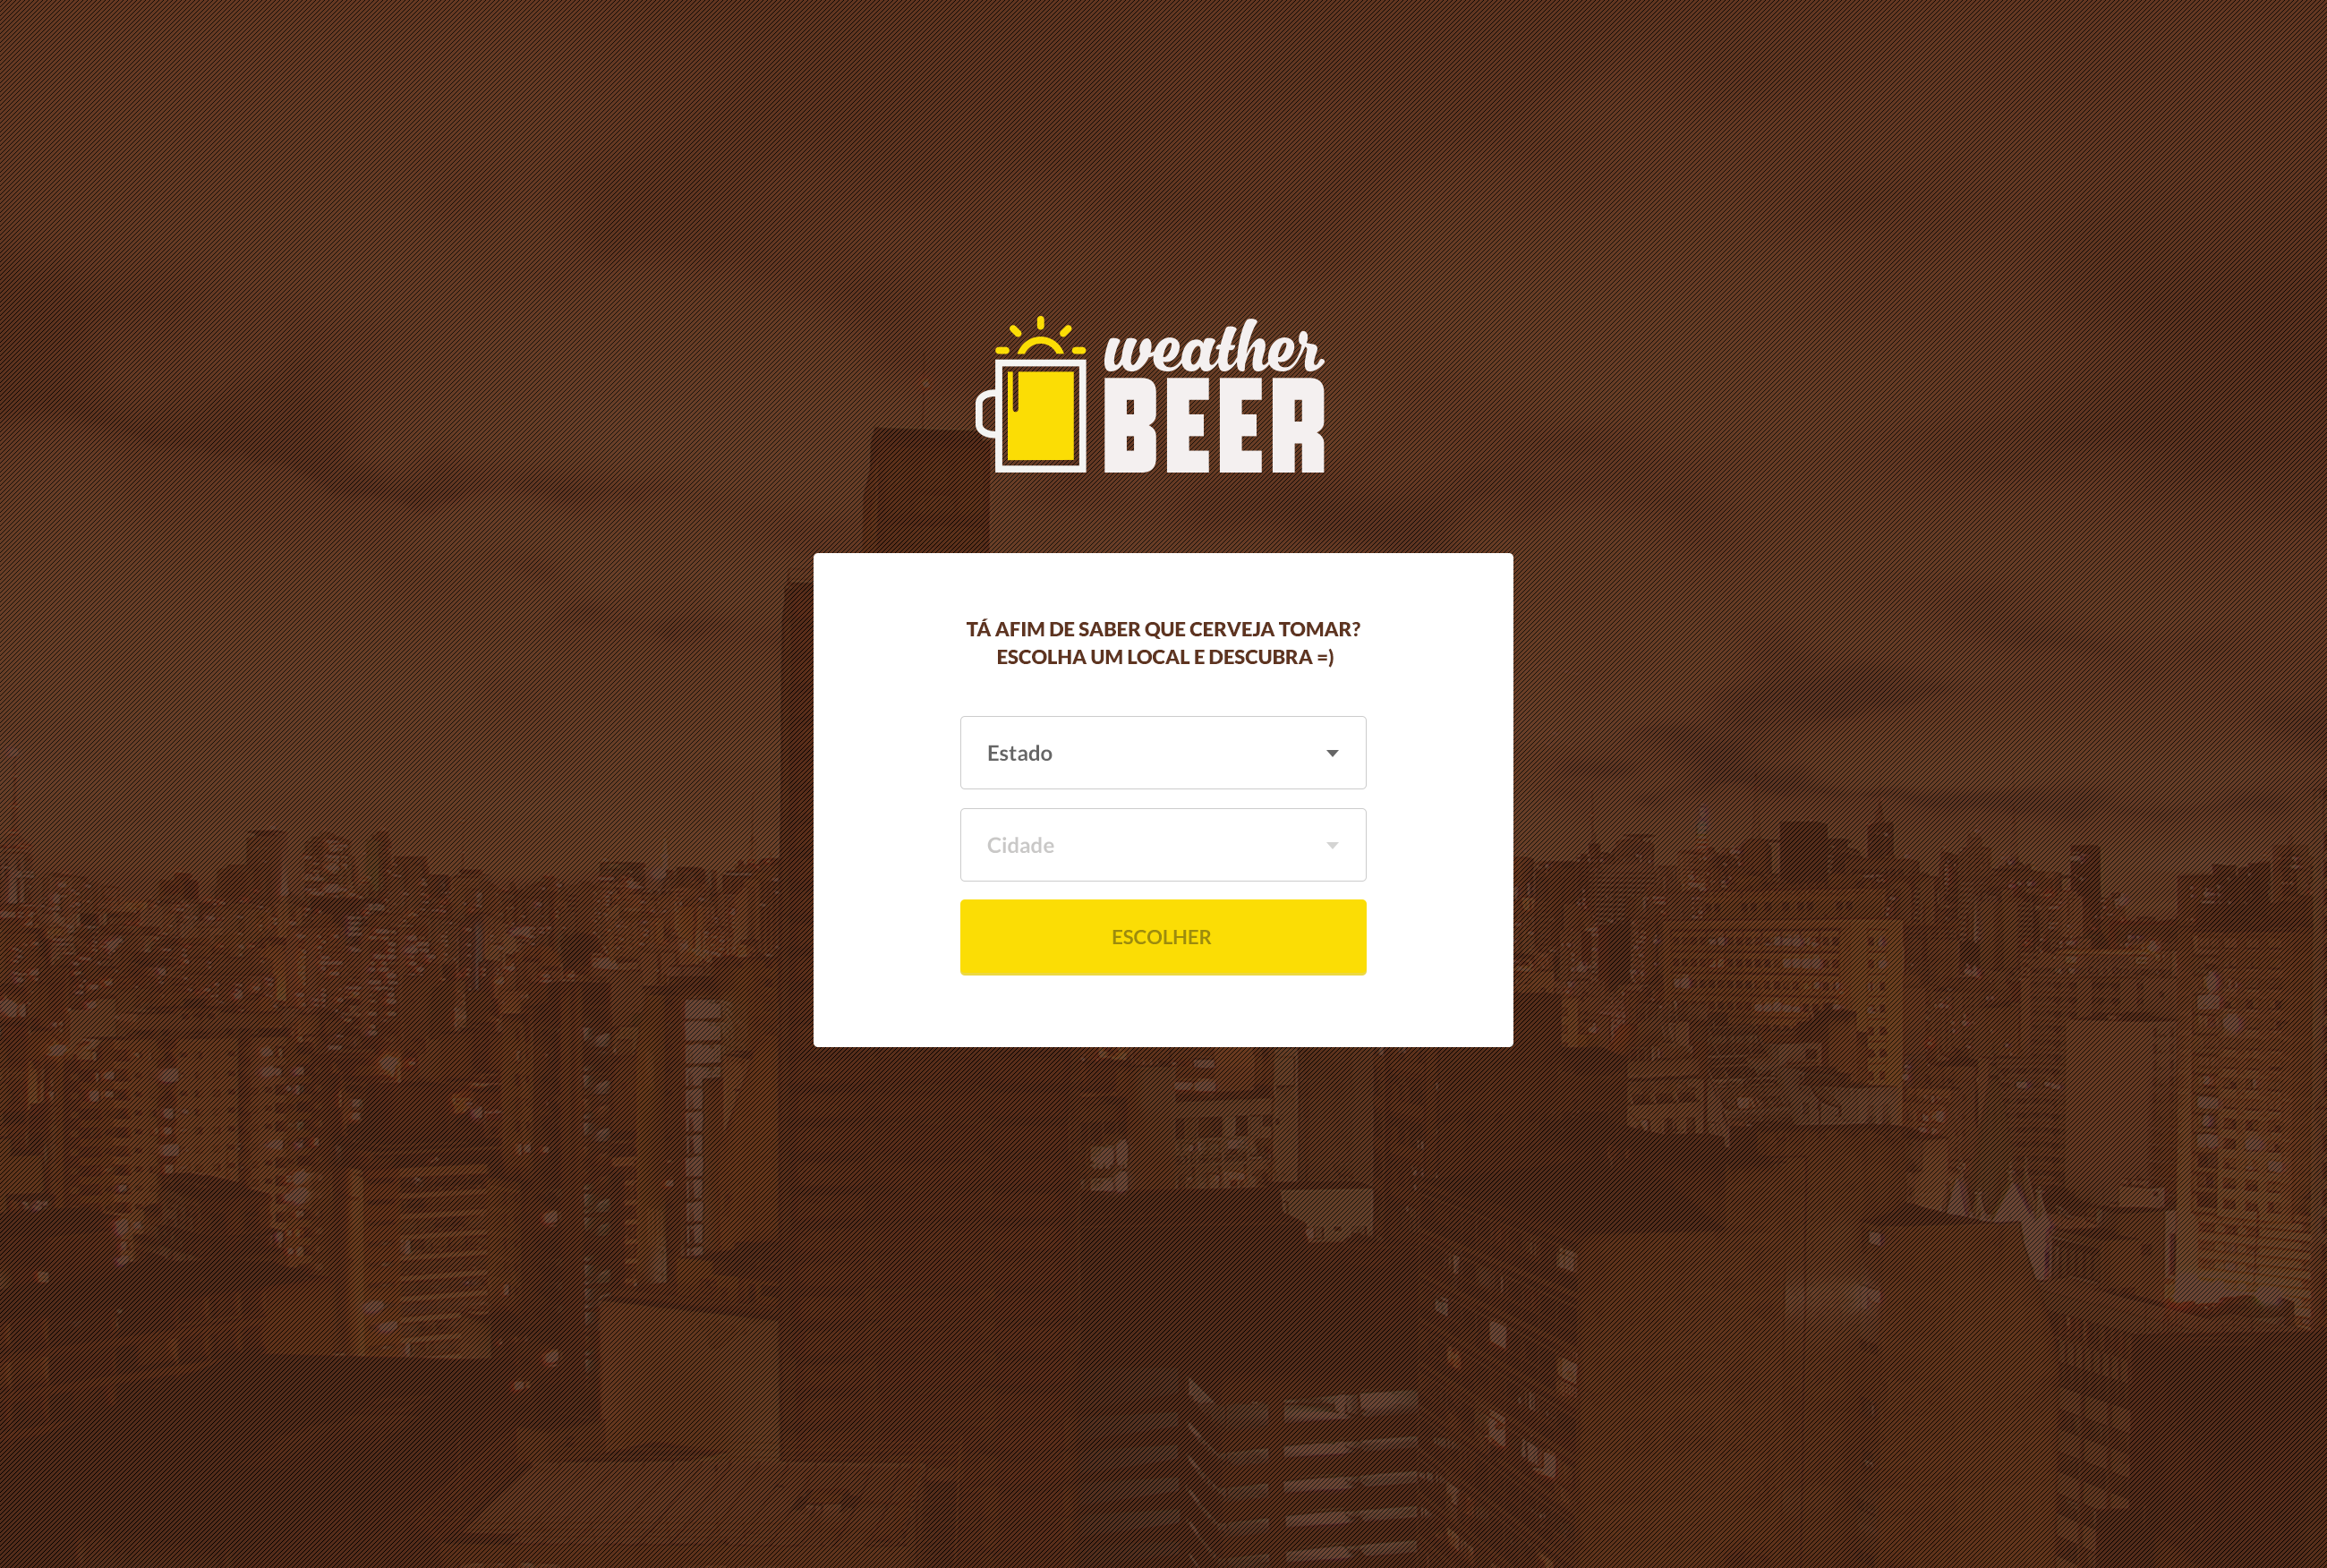 weather
BEER
TÁ AFIM DE SABER QUE CERVEJA TOMAR?
ESCOLHA UM LOCAL E DESCUBRA =)
Estado
Cidade
ESCOLHER